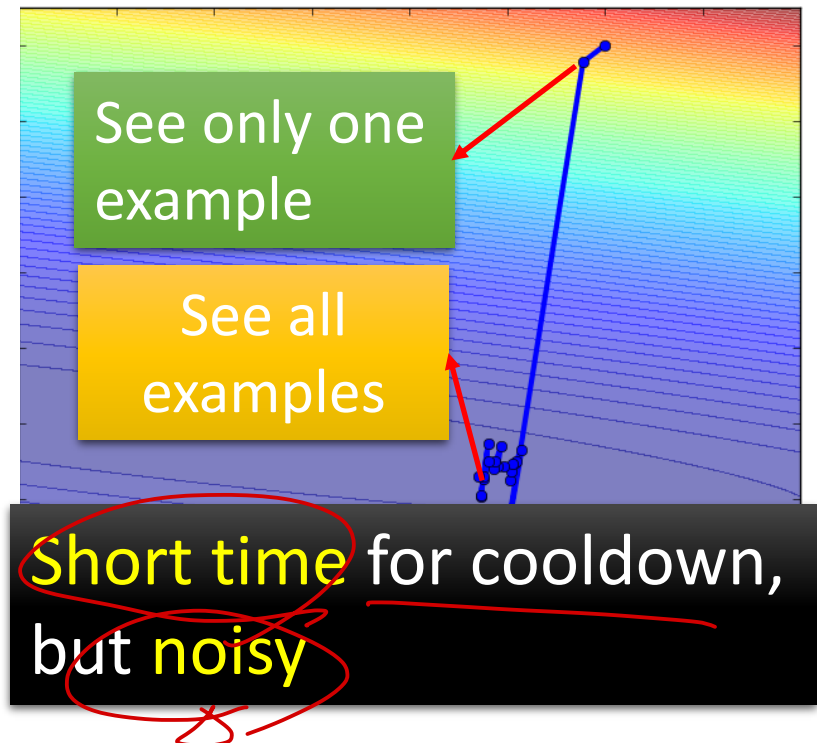 See only one
example
See all
examples
Short time for cooldown,
but noisy